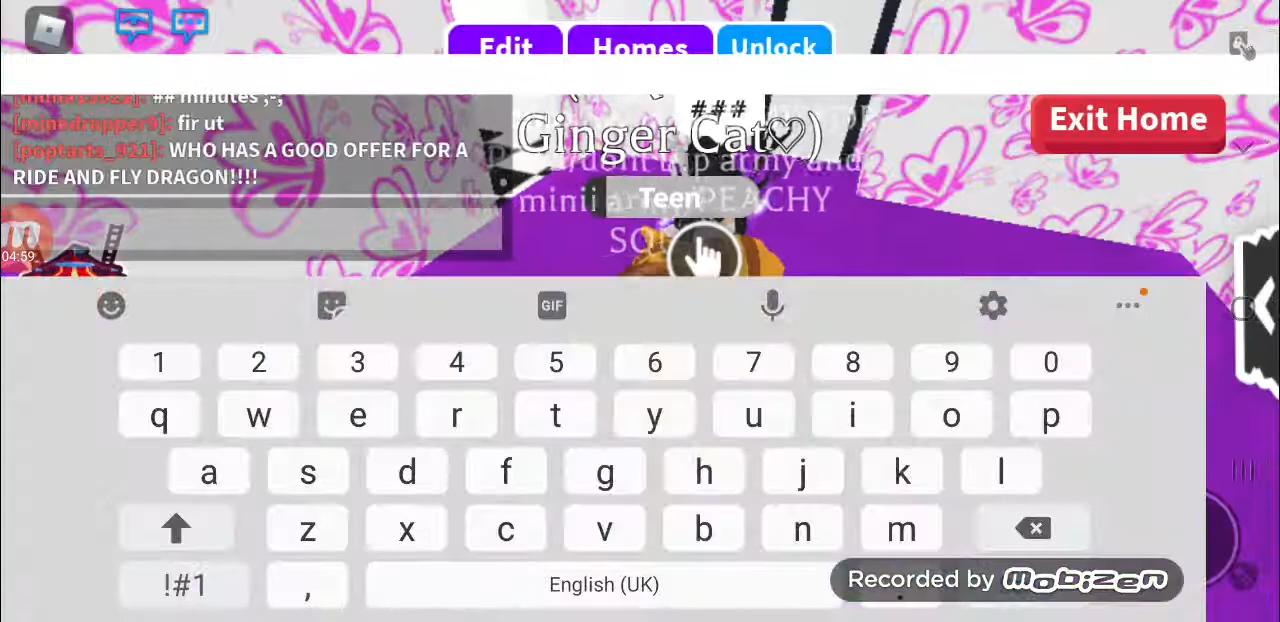 Edit Homes Unlock
## minutes ;-;
[minedropper9]: fir ut
[poptarts_921]: WHO HAS A GOOD OFFER FOR A
RIDE AND FLY DRAGON!!!!
###
Ginger Cat♡)
Exit Home
Teen
minii PEACHY
04:59
GIF
1 2 3 4 5 6 7 8 9 0
q w e r t y u i o p
a s d f g h j k l
z x c v b n m
!#1 , English (UK) .
Recorded by mobizen